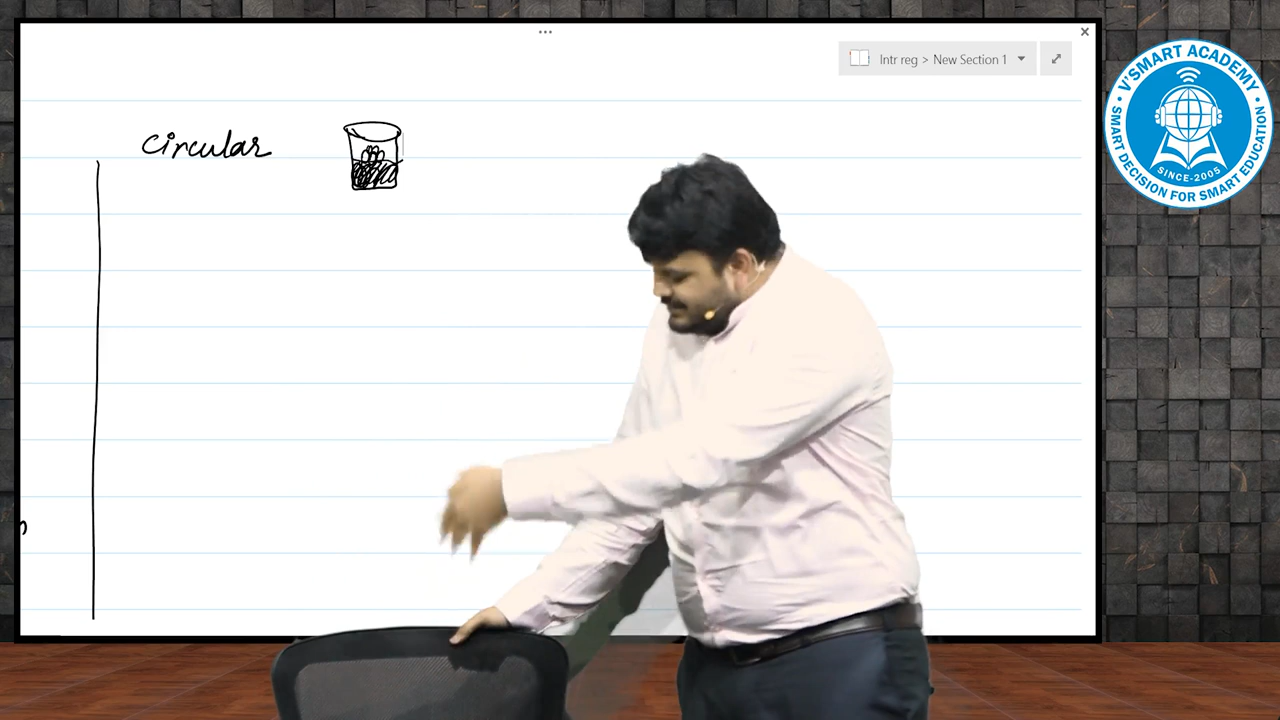 Intr reg > New Section 1
circular
V'SMART ACADEMY
SINCE-2005
SMART DECISION FOR SMART EDUCATION